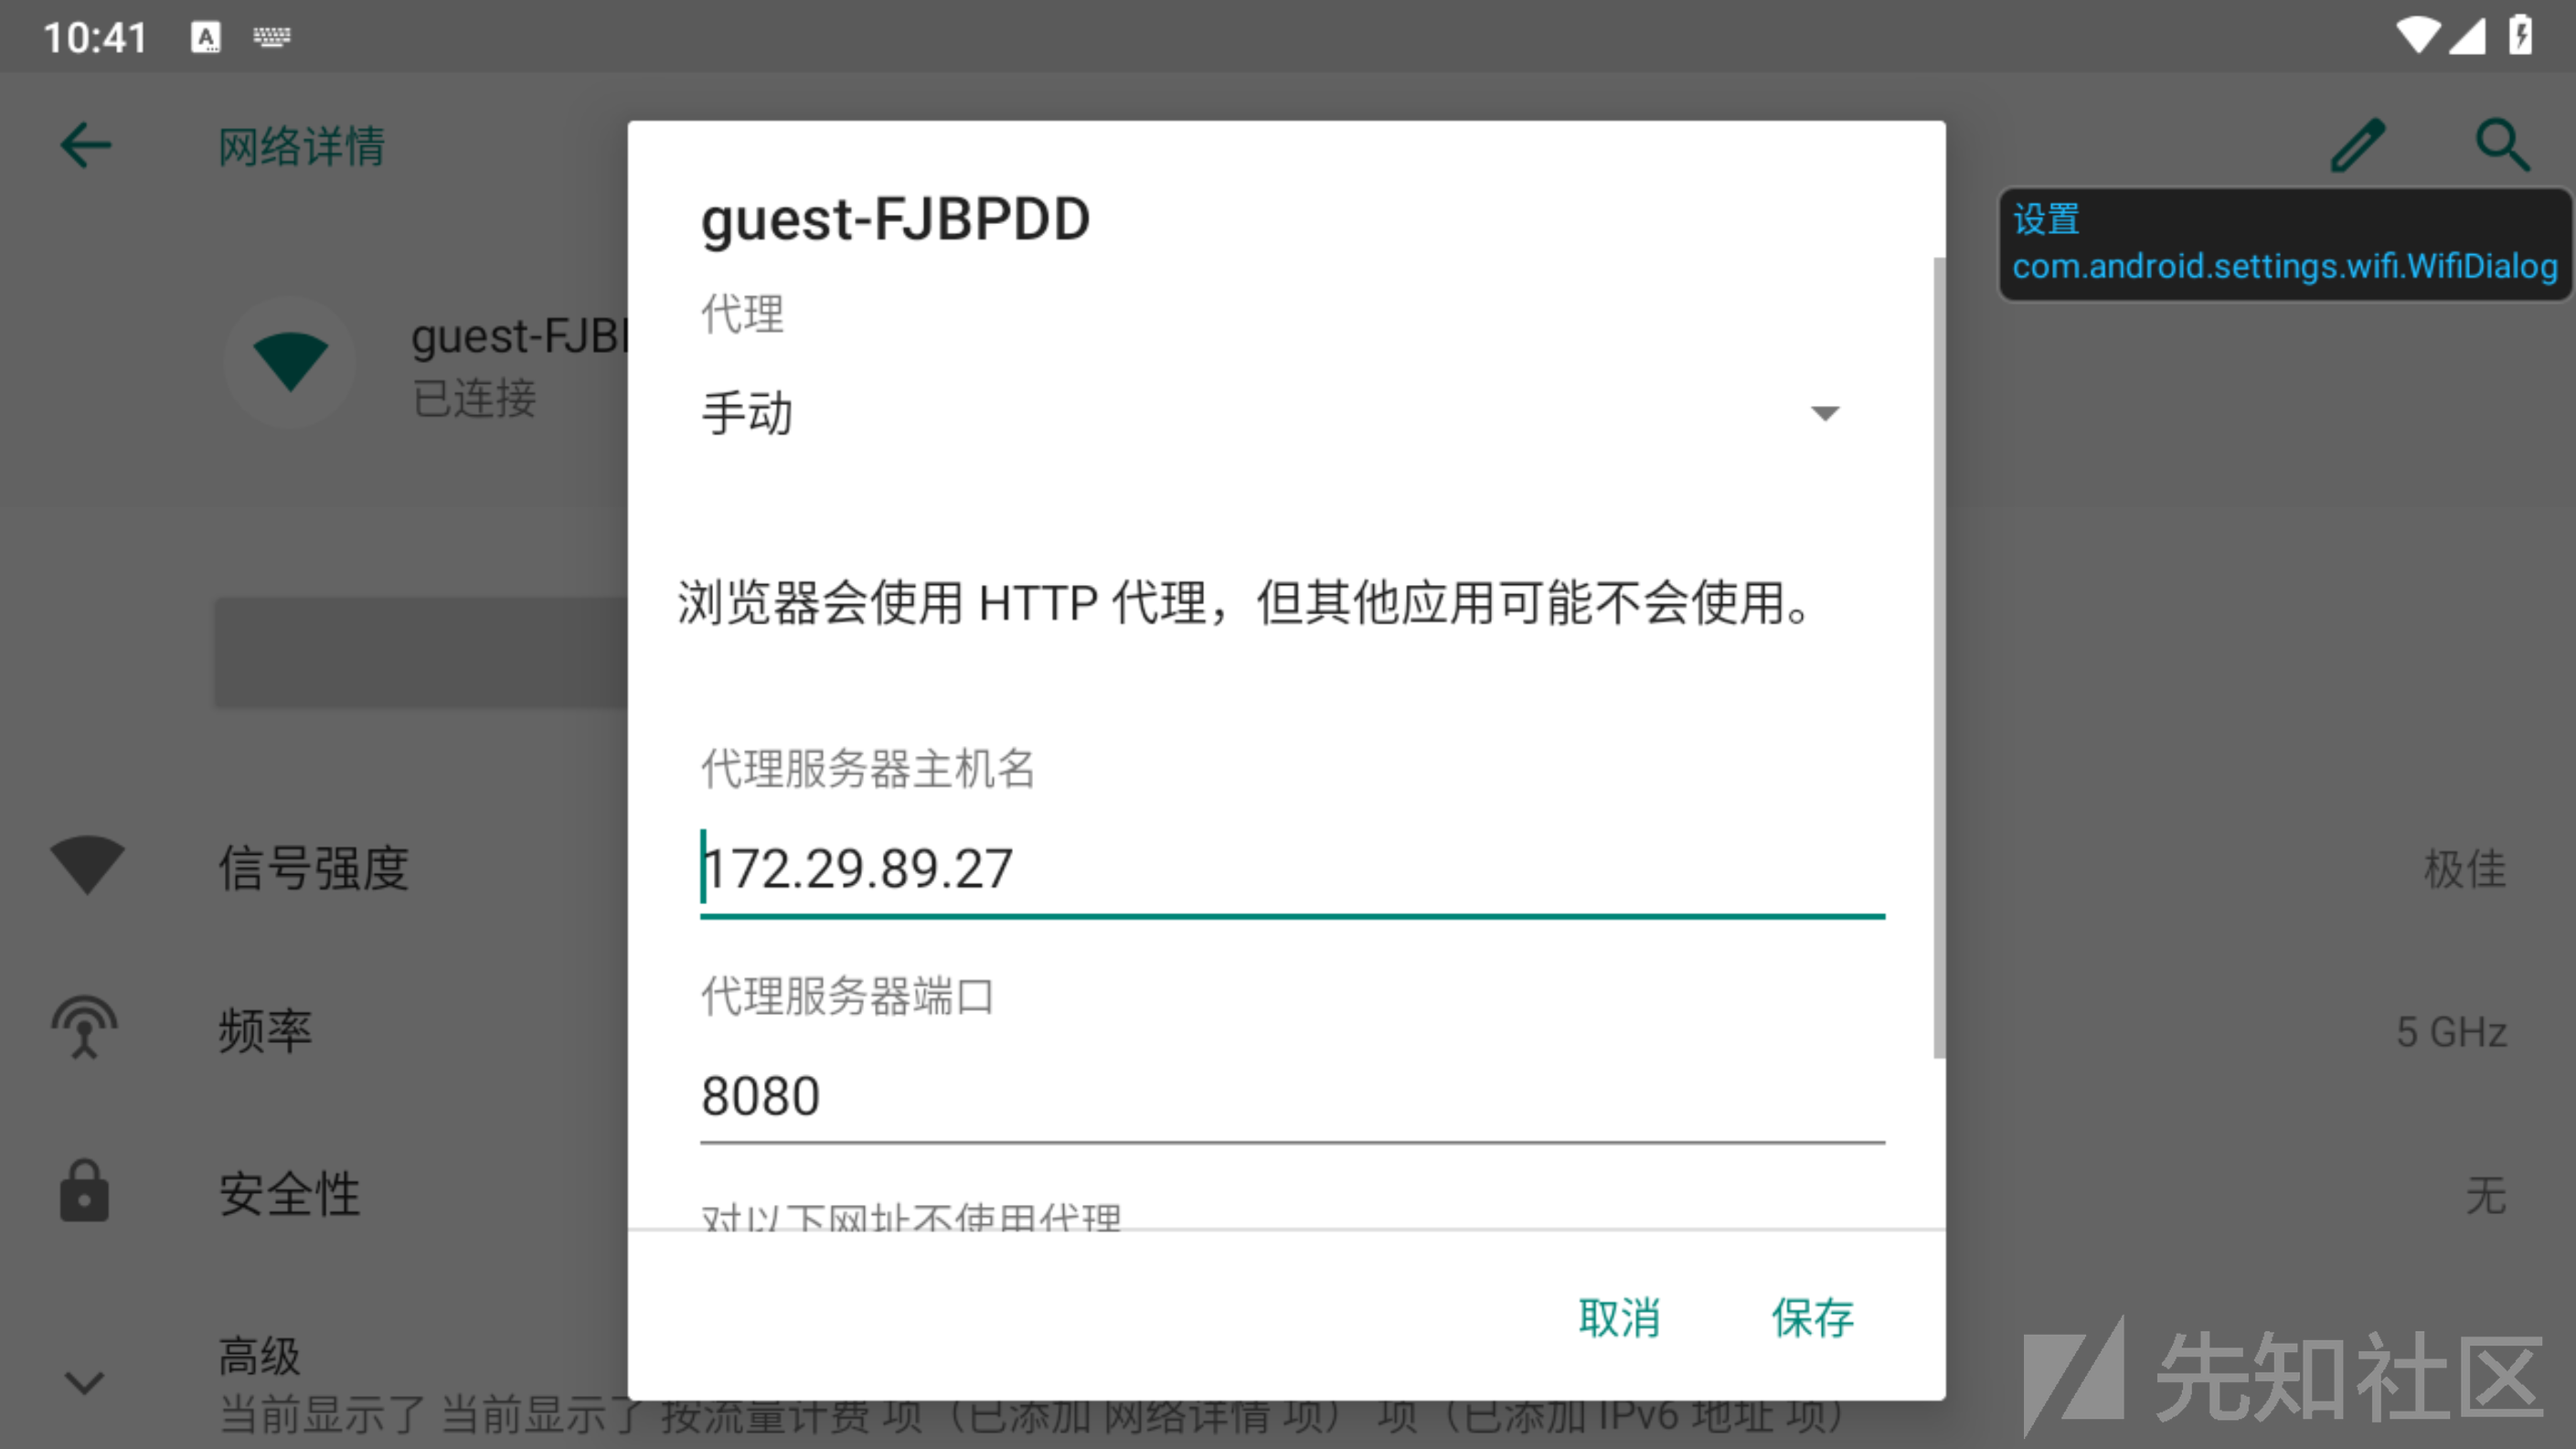 10:41
网络详情
guest-FJBPDD
设置
com.android.settings.wifi.WifiDialog
代理
guest-FJB
已连接
手动
浏览器会使用 HTTP 代理，但其他应用可能不会使用。
代理服务器主机名
172.29.89.27
信号强度
极佳
代理服务器端口
频率
5 GHz
8080
安全性
无
对以下网址不使用代理
取消
保存
高级
当前显示了 当前显示了 按流量计费 项（已添加 网络详情 项） 项（已添加 IPv6 地址 项）
先知社区